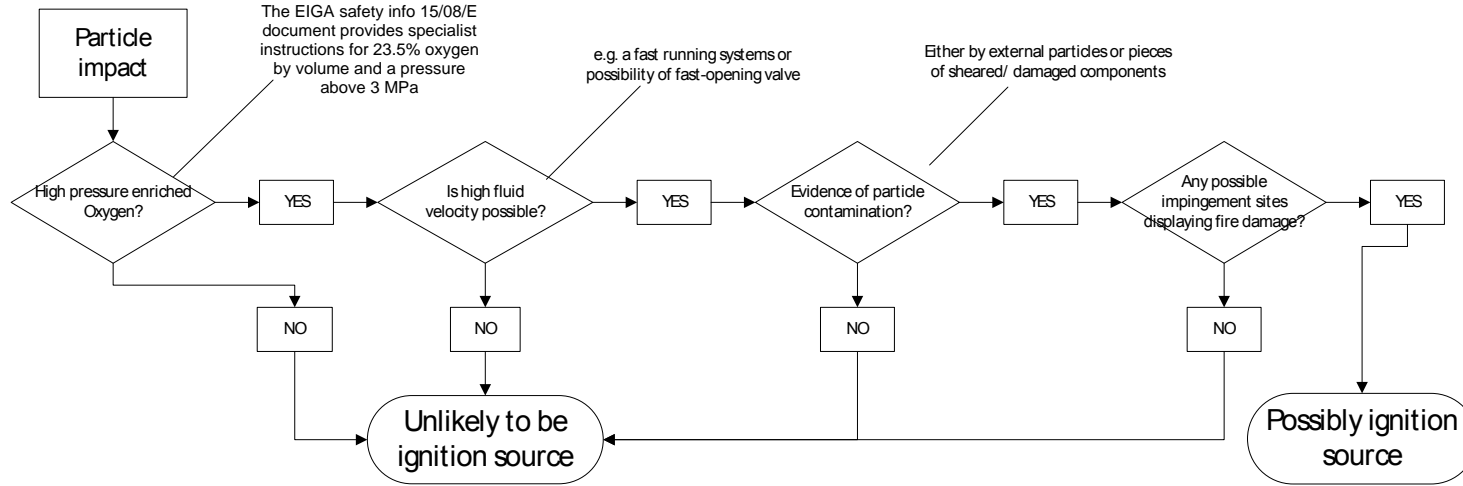 Particle
impact
The EIGA safety info 15/08/E
document provides specialist
instructions for 23.5% oxygen
by volume and a pressure
above 3 MPa
e.g. a fast running systems or
possibility of fast-opening valve
Either by external particles or pieces
of sheared/ damaged components
High pressure enriched
Oxygen?
YES
Is high fluid
velocity possible?
YES
Evidence of particle
contamination?
YES
Any possible
impingement sites
displaying fire damage?
YES
NO
NO
NO
NO
Unlikely to be
ignition source
Possibly ignition
source